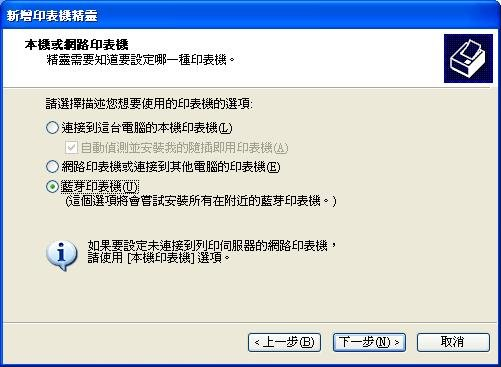 新增印表機精靈
本機或網路印表機
精靈需要知道要設定哪一種印表機。
請選擇描述您想要使用的印表機的選項:
連接到這台電腦的本機印表機(L)
自動偵測並安裝我的隨插即用印表機(A)
網路印表機或連接到其他電腦的印表機(E)
藍芽印表機(U)
(這個選項將會嘗試安裝所有在附近的藍芽印表機。)
如果要設定未連接到列印伺服器的網路印表機，
請使用 [本機印表機] 選項。
< 上一步(B)
下一步(N) >
取消